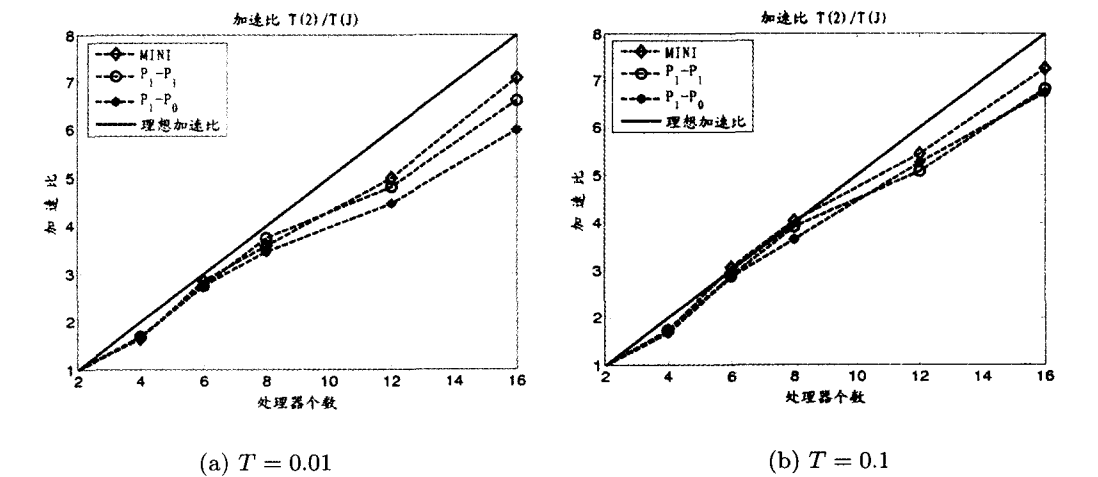 加速比 T(2)/T(J)
8
7
6
5
4
3
2
1
加速比
MINI
P₁-P₁
P₁-P₀
理想加速比
2 4 6 8 10 12 14 16
处理器个数
(a) T = 0.01
加速比 T(2)/T(J)
8
7
6
5
4
3
2
1
加速比
MINI
P₁-P₁
P₁-P₀
理想加速比
2 4 6 8 10 12 14 16
处理器个数
(b) T = 0.1